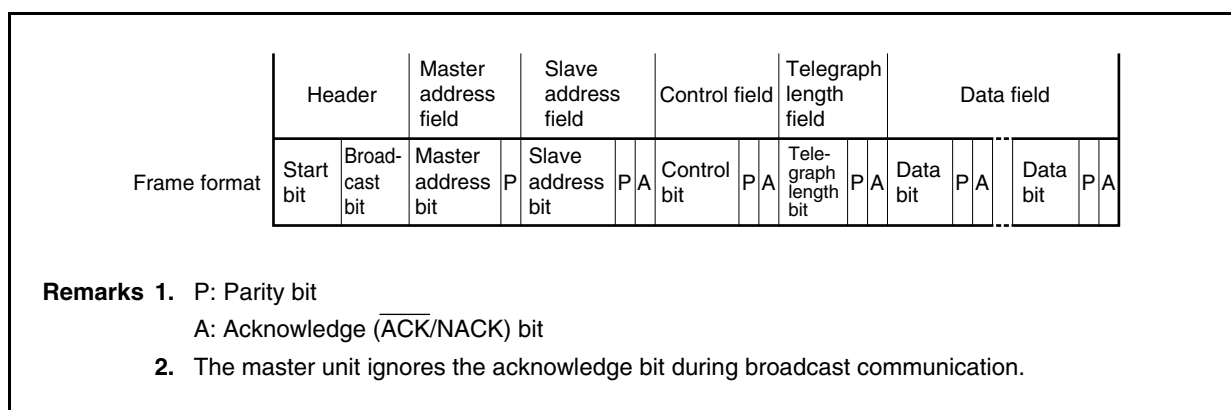 Header
Master address field
Slave address field
Control field
Telegraph length field
Data field
Frame format
Start bit
Broad-cast bit
Master address bit
P
Slave address bit
P
A
Control bit
P
A
Tele-graph length bit
P
A
Data bit
P
A
Data bit
P
A
Remarks 1. P: Parity bit
A: Acknowledge (A̅C̅K̅/NACK) bit
2. The master unit ignores the acknowledge bit during broadcast communication.